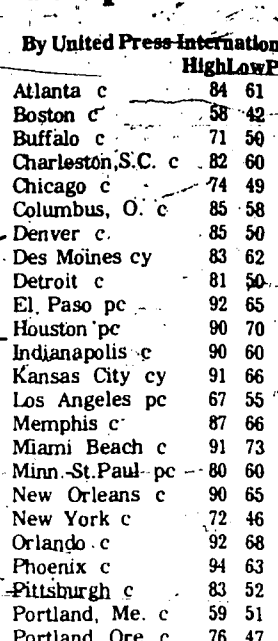 By United Press Internation
HighLowP
Atlanta c 84 61
Boston c 58 42
Buffalo c 71 50
Charleston,S.C. c 82 60
Chicago c 74 49
Columbus, O. c 85 58
Denver c 85 50
Des Moines cy 83 62
Detroit c 81 50
El Paso pc 92 65
Houston pc 90 70
Indianapolis c 90 60
Kansas City cy 91 66
Los Angeles pc 67 55
Memphis c 87 66
Miami Beach c 91 73
Minn.-St.Paul pc 80 60
New Orleans c 90 65
New York c 72 46
Orlando c 92 68
Phoenix c 94 63
Pittsburgh c 83 52
Portland, Me. c 59 51
Portland Ore c 76 47